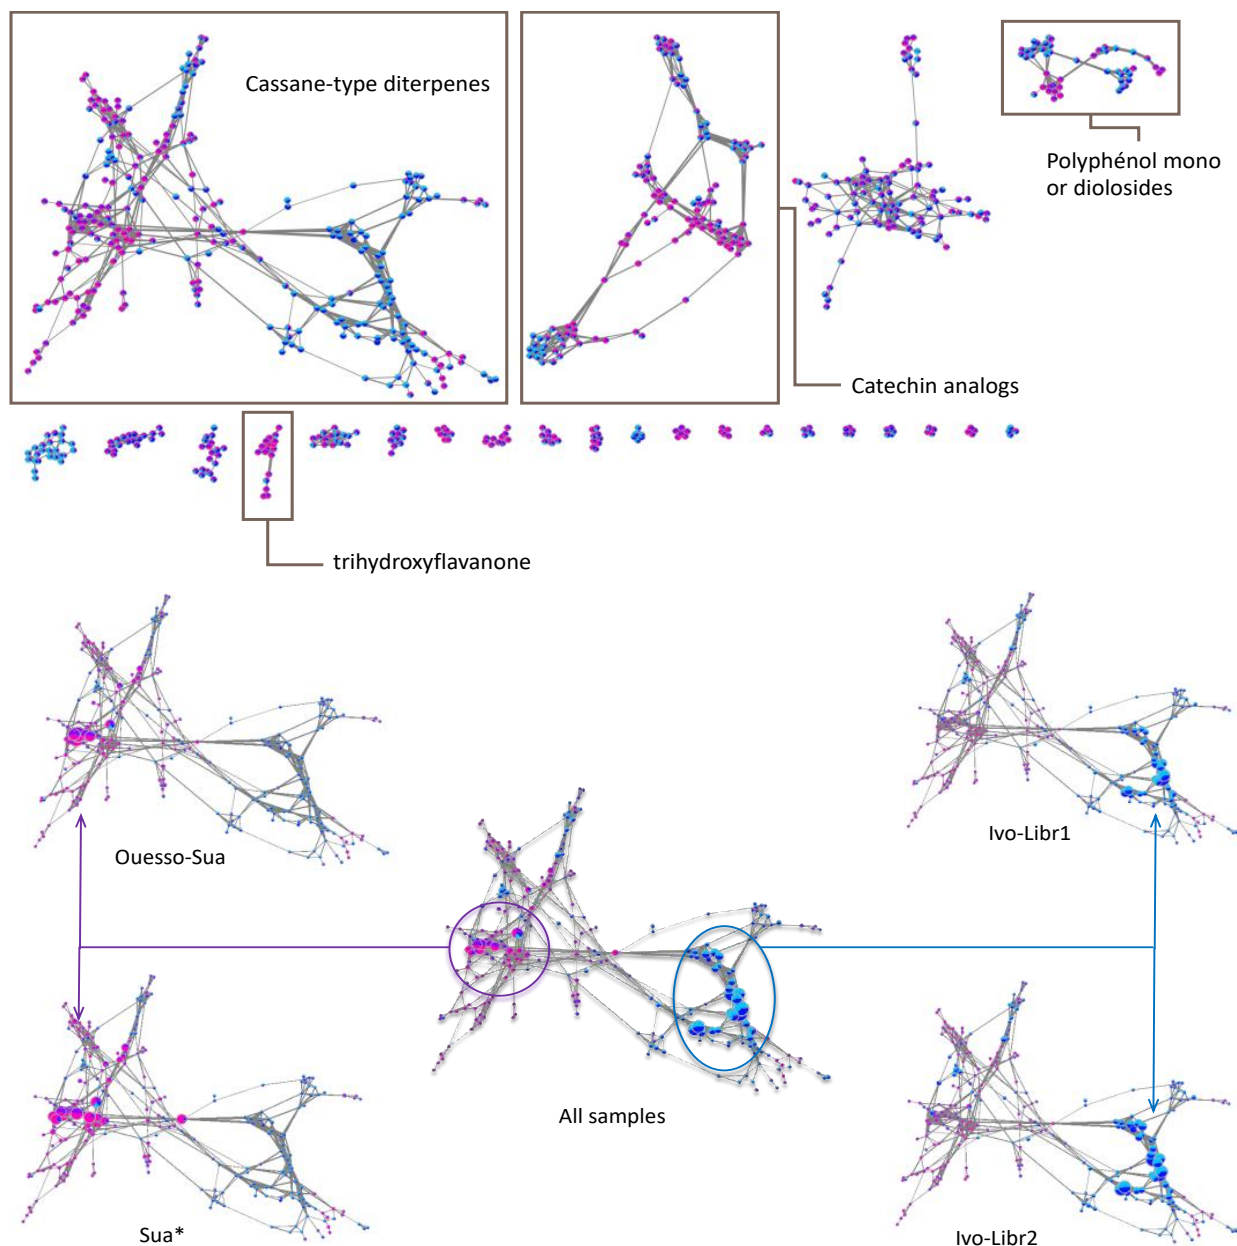 Cassane-type diterpenes
Polyphénol mono
or diolosides
Catechin analogs
trihydroxyflavanone
Ouesso-Sua
Ivo-Libr1
All samples
Sua*
Ivo-Libr2